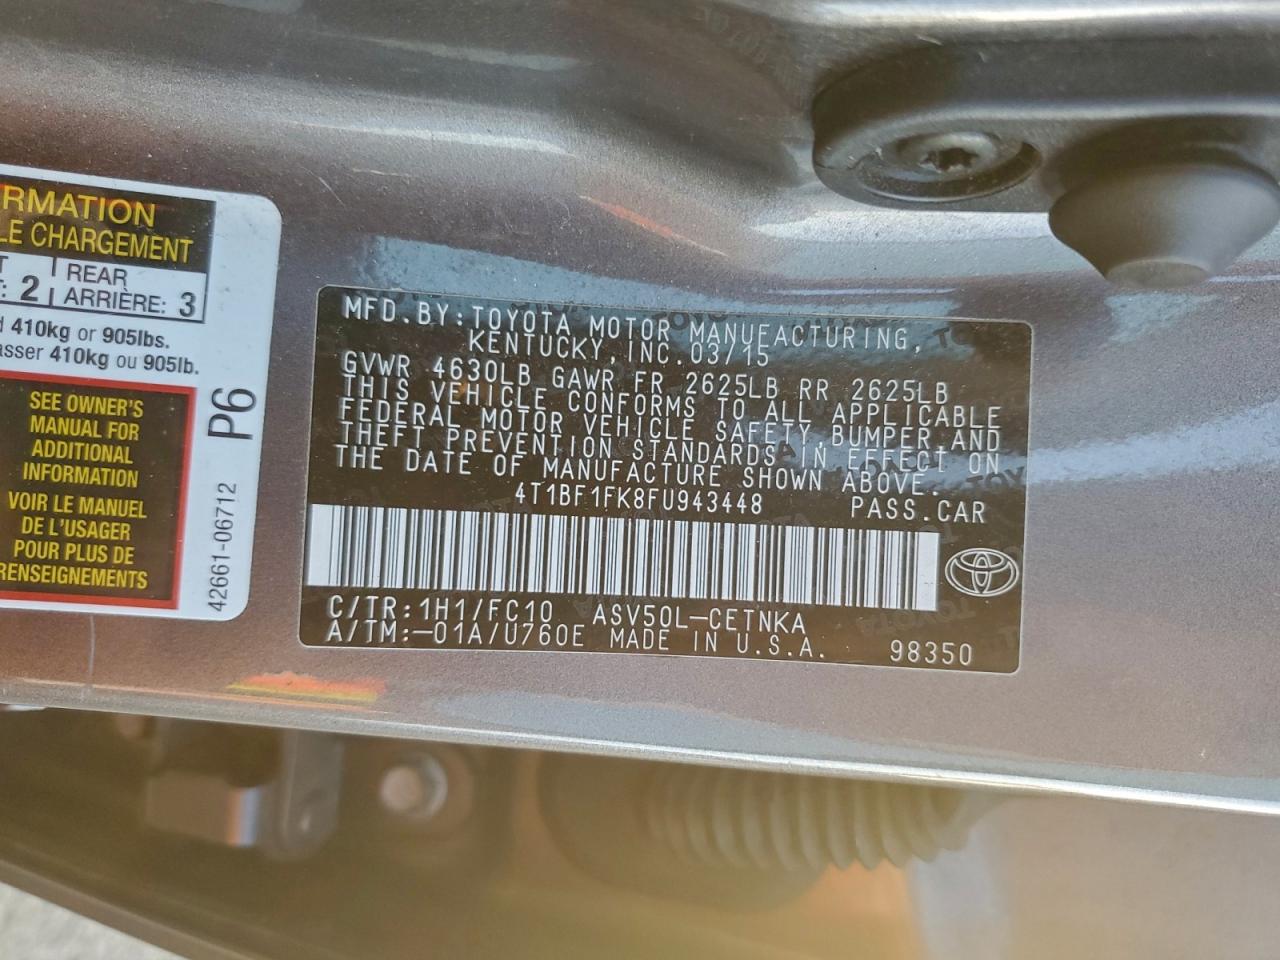 RMATION
LE CHARGEMENT
T | REAR
: 2 | ARRIÈRE: 3
d 410kg or 905lbs.
asser 410kg ou 905lb.
SEE OWNER'S
MANUAL FOR
ADDITIONAL
INFORMATION
VOIR LE MANUEL
DE L'USAGER
POUR PLUS DE
RENSEIGNEMENTS
P6
42661-06712
MFD.BY:TOYOTA MOTOR MANUFACTURING,
KENTUCKY,INC.03/15
GVWR 4630LB GAWR FR 2625LB RR 2625LB
THIS VEHICLE CONFORMS TO ALL APPLICABLE
FEDERAL MOTOR VEHICLE SAFETY,BUMPER,AND
THEFT PREVENTION STANDARDS IN EFFECT ON
THE DATE OF MANUFACTURE SHOWN ABOVE.
4T1BF1FK8FU943448 PASS.CAR
C/TR:1H1/FC10 ASV50L-CETNKA
A/TM:-01A/U760E MADE IN U.S.A. 98350